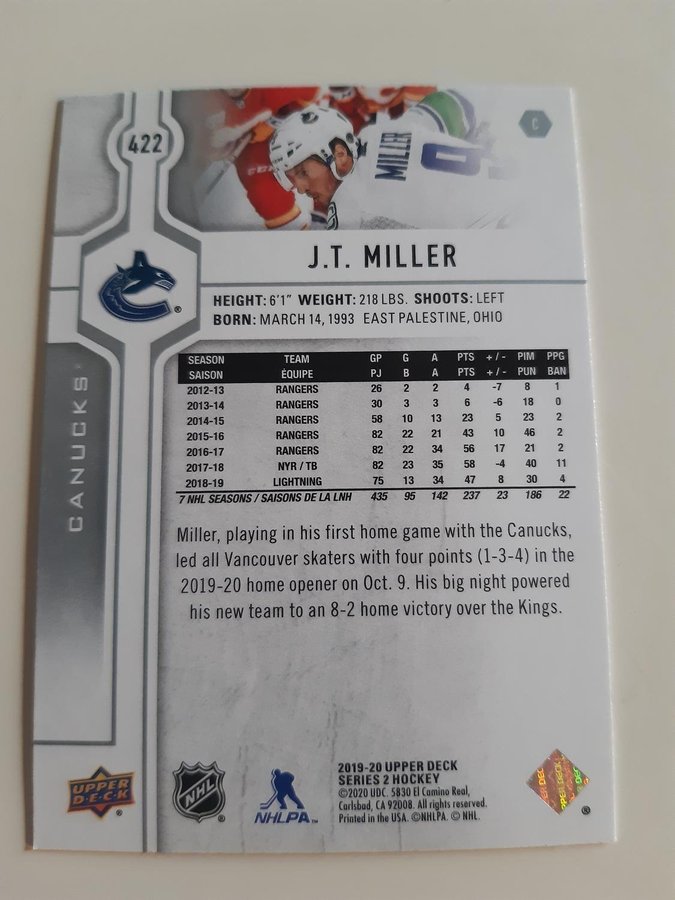 422
C
MILLER
9
J.T. MILLER
HEIGHT: 6'1" WEIGHT: 218 LBS. SHOOTS: LEFT
BORN: MARCH 14, 1993 EAST PALESTINE, OHIO
CANUCKS
SEASON TEAM GP G A PTS +/- PIM PPG
SAISON ÉQUIPE PJ B A PTS +/- PUN BAN
2012-13 RANGERS 26 2 2 4 -7 8 1
2013-14 RANGERS 30 3 3 6 -6 18 0
2014-15 RANGERS 58 10 13 23 5 23 2
2015-16 RANGERS 82 22 21 43 10 46 2
2016-17 RANGERS 82 22 34 56 17 21 2
2017-18 NYR / TB 82 23 35 58 -4 40 11
2018-19 LIGHTNING 75 13 34 47 8 30 4
7 NHL SEASONS / SAISONS DE LA LNH 435 95 142 237 23 186 22
Miller, playing in his first home game with the Canucks,
led all Vancouver skaters with four points (1-3-4) in the
2019-20 home opener on Oct. 9. His big night powered
his new team to an 8-2 home victory over the Kings.
UPPER
DECK
NHL
NHLPA
2019-20 UPPER DECK
SERIES 2 HOCKEY
©2020 UDC. 5830 El Camino Real,
Carlsbad, CA 92008. All rights reserved.
Printed in the USA. ©NHLPA. © NHL.